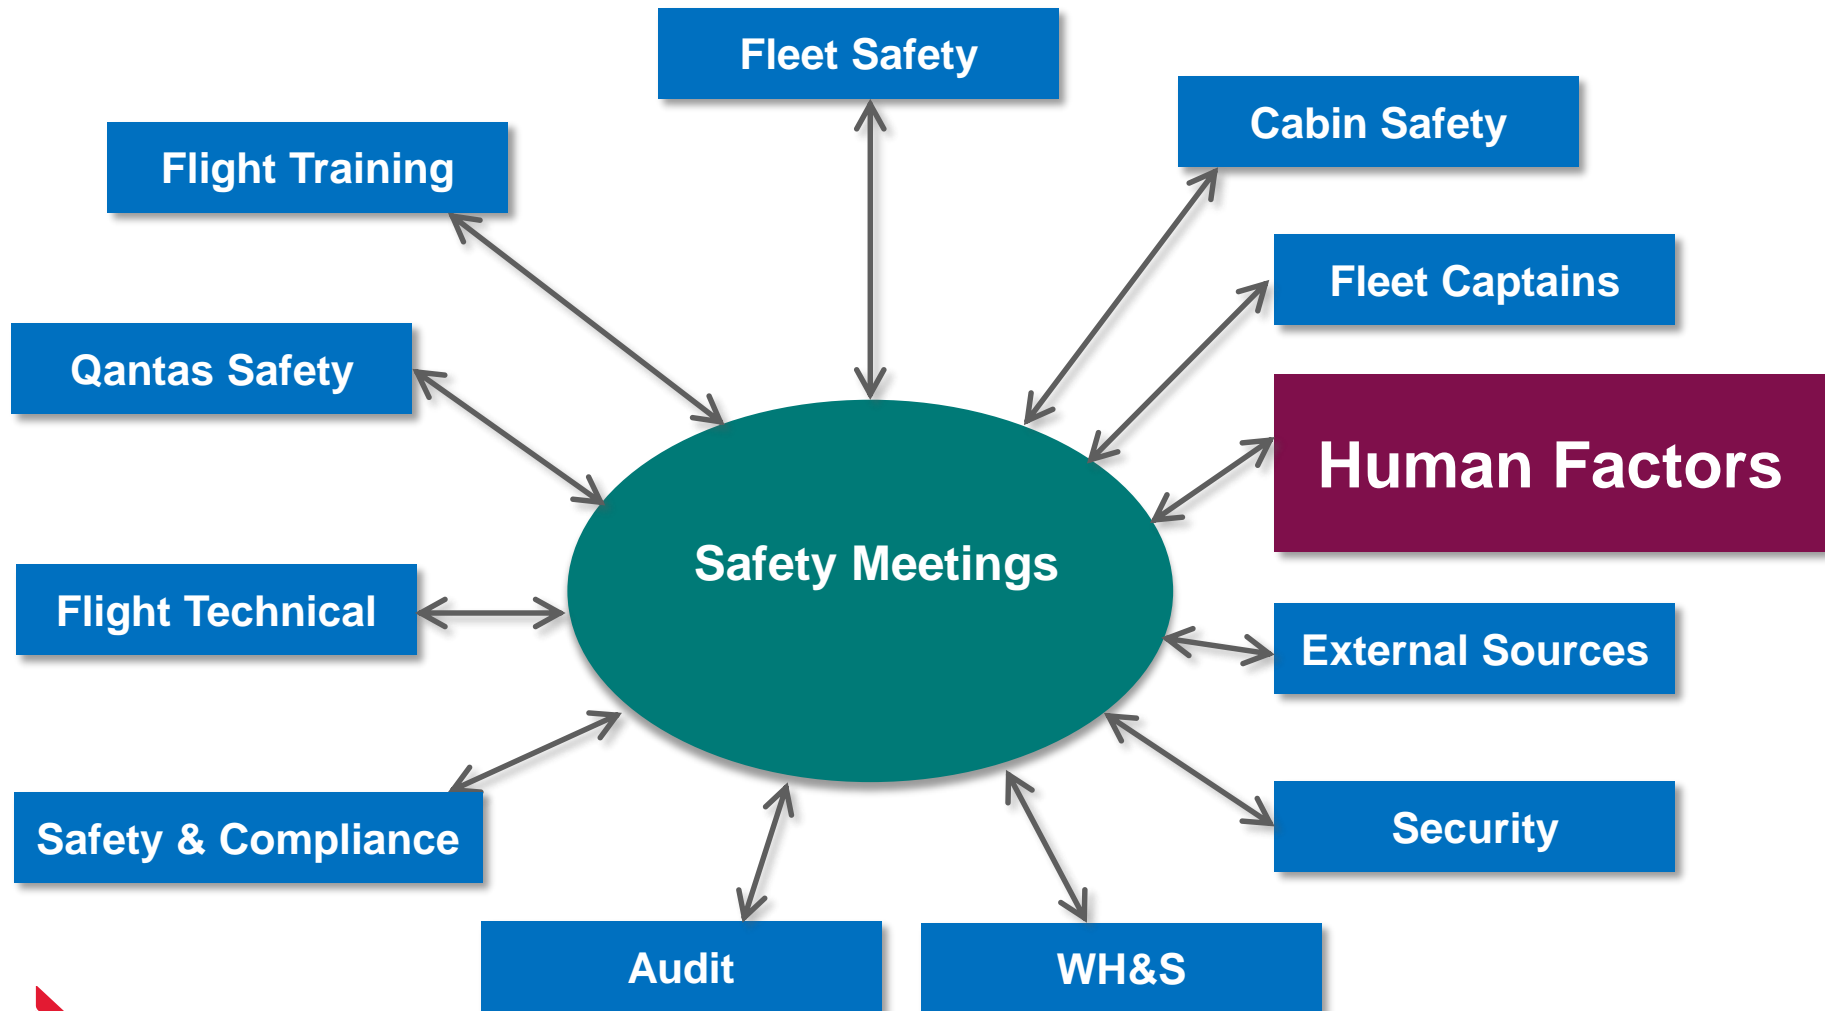 Fleet Safety
Cabin Safety
Flight Training
Fleet Captains
Qantas Safety
Human Factors
Safety Meetings
Flight Technical
External Sources
Security
Safety & Compliance
Audit
WH&S